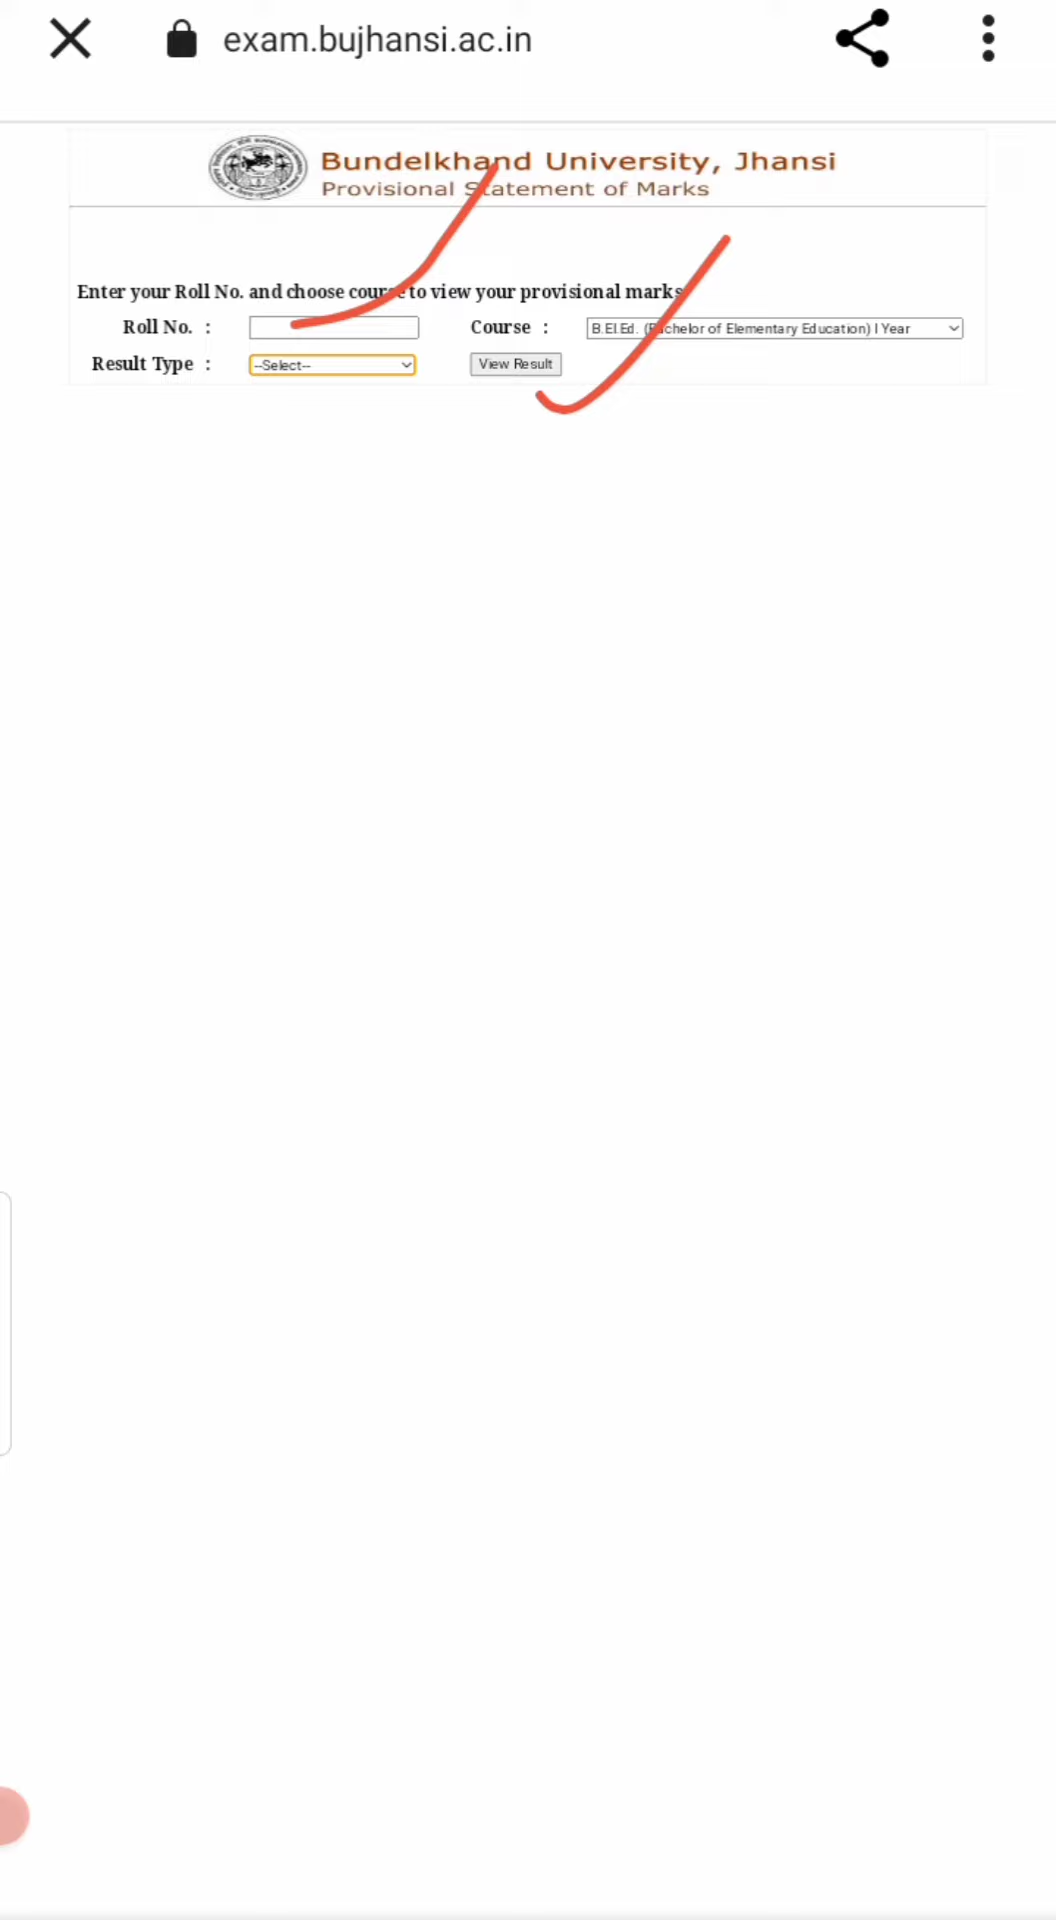 exam.bujhansi.ac.in
Bundelkhand University, Jhansi
Provisional Statement of Marks
Enter your Roll No. and choose course to view your provisional marks
Roll No. : Course : B.El.Ed. (Bachelor of Elementary Education) I Year
Result Type : --Select-- View Result